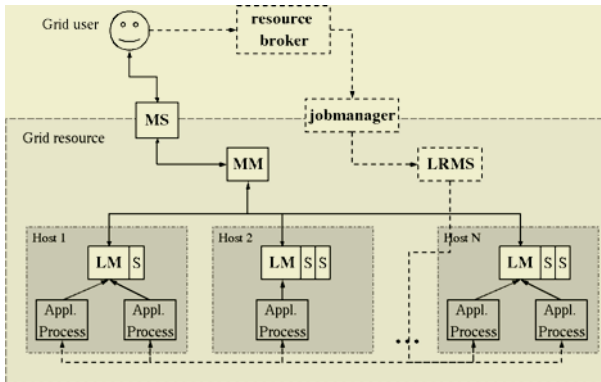 Grid user
resource
broker
MS
jobmanager
Grid resource
MM
LRMS
Host 1
LM S
Appl.
Process
Appl.
Process
Host 2
LM S S
Appl.
Process
...
Host N
LM S S
Appl.
Process
Appl.
Process